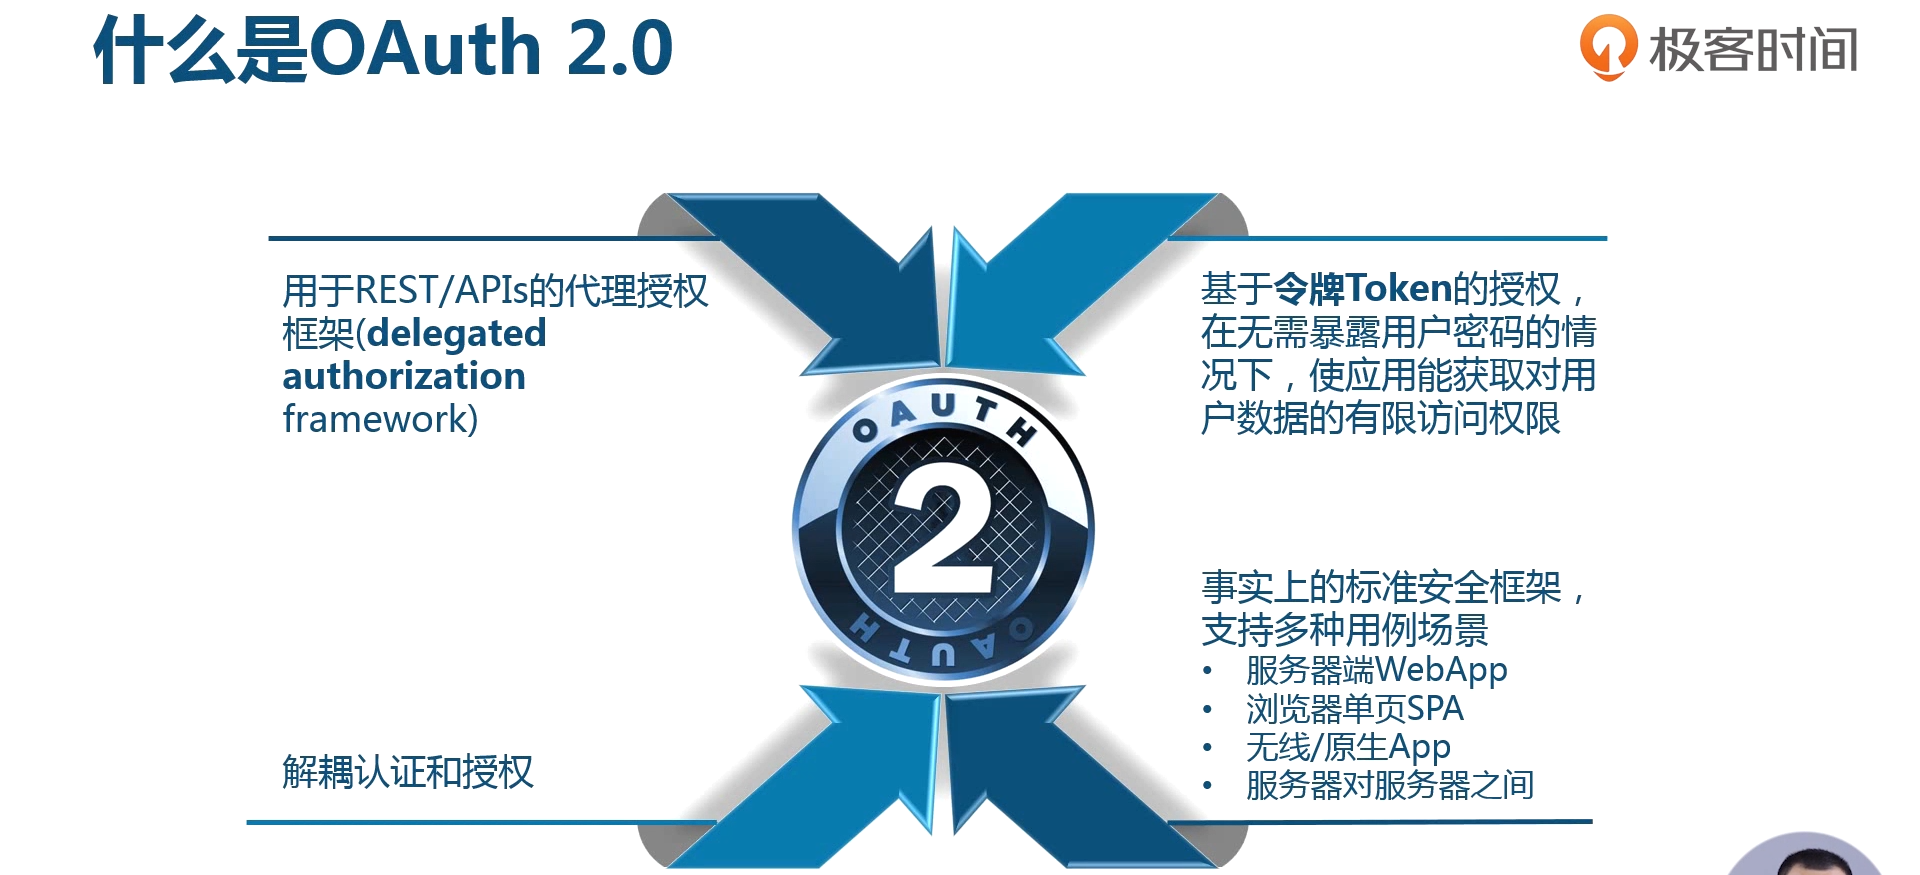 什么是OAuth 2.0
极客时间
用于REST/APIs的代理授权
框架(delegated
authorization
framework)
基于令牌Token的授权，
在无需暴露用户密码的情
况下，使应用能获取对用
户数据的有限访问权限
OAUTH
2
OAUTH
解耦认证和授权
事实上的标准安全框架，
支持多种用例场景
• 服务器端WebApp
• 浏览器单页SPA
• 无线/原生App
• 服务器对服务器之间